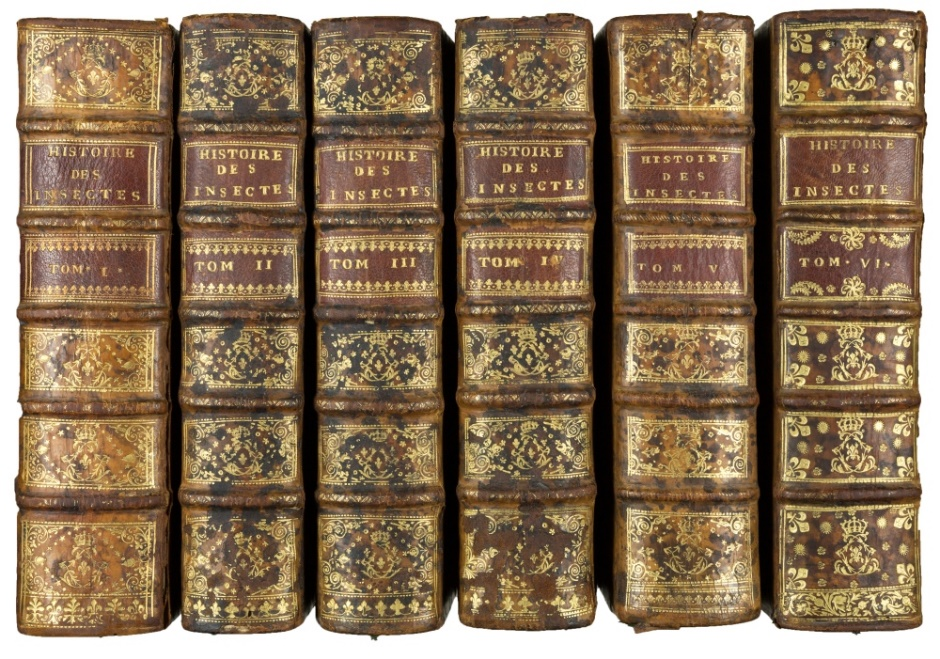 HISTOIRE
DES
INSECTES
TOM · I ·
HISTOIRE
DES
INSECTES
TOM II
HISTOIRE
DES
INSECTES
TOM III
HISTOIRE
DES
INSECTES
TOM IV
HISTOIRE
DES
INSECTES
TOM V
HISTOIRE
DES
INSECTES
TOM · VI ·